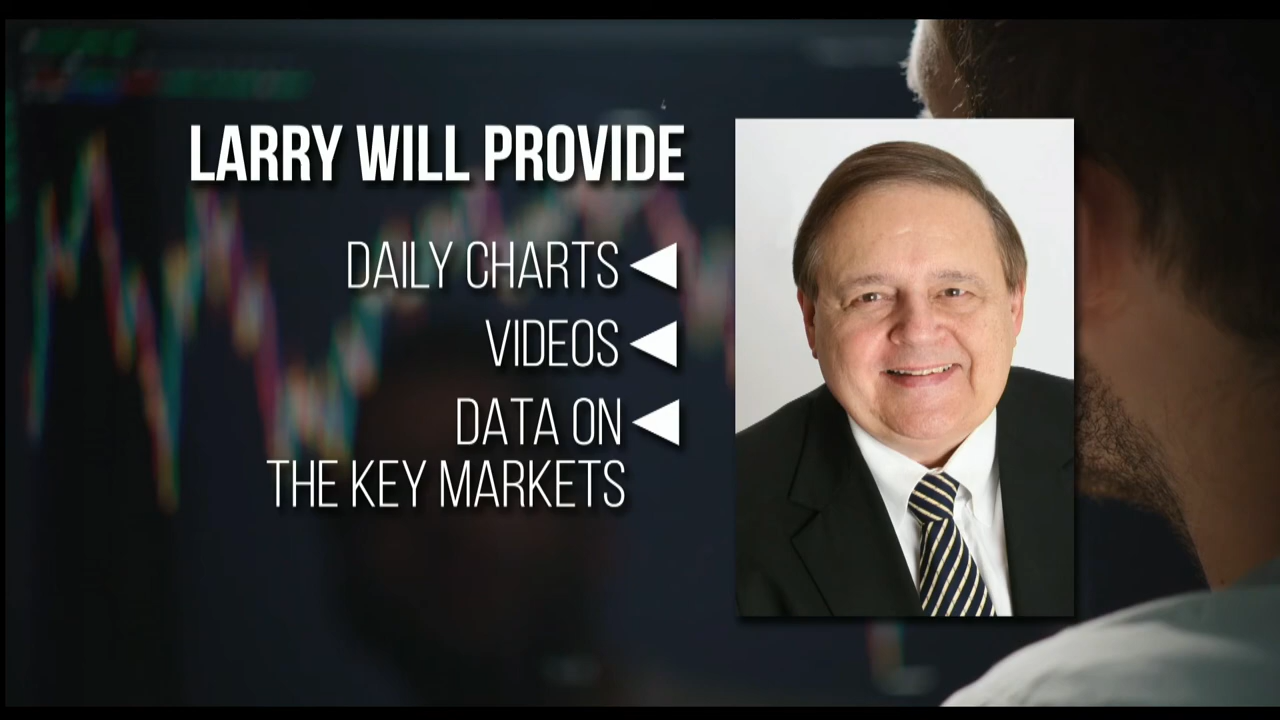 LARRY WILL PROVIDE
DAILY CHARTS
VIDEOS
DATA ON
THE KEY MARKETS